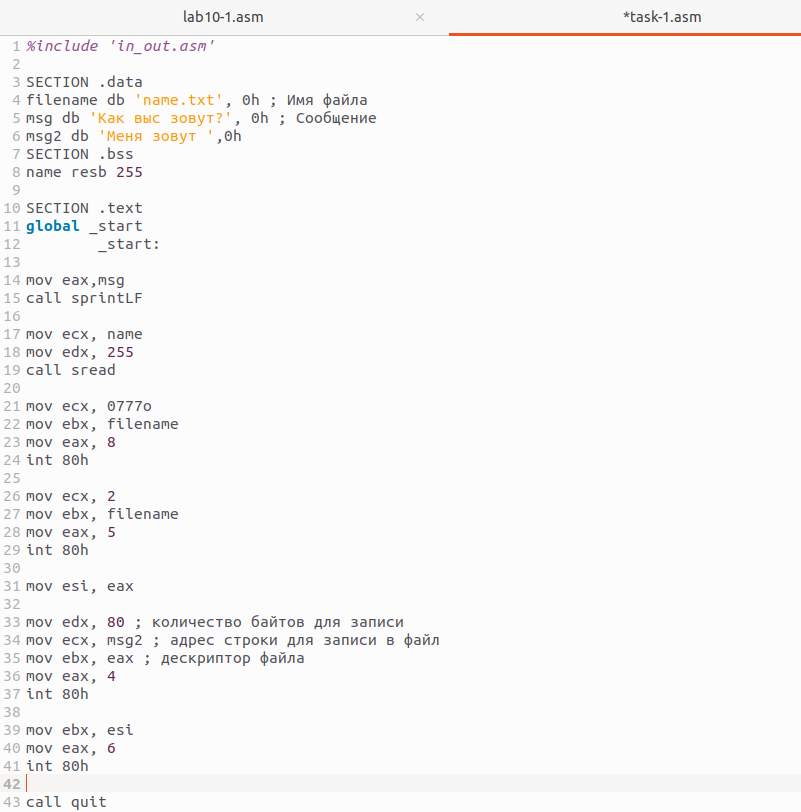 lab10-1.asm × *task-1.asm
1 %include 'in_out.asm'
2
3 SECTION .data
4 filename db 'name.txt', 0h ; Имя файла
5 msg db 'Как выс зовут?', 0h ; Сообщение
6 msg2 db 'Меня зовут ',0h
7 SECTION .bss
8 name resb 255
9
10 SECTION .text
11 global _start
12 _start:
13
14 mov eax,msg
15 call sprintLF
16
17 mov ecx, name
18 mov edx, 255
19 call sread
20
21 mov ecx, 0777o
22 mov ebx, filename
23 mov eax, 8
24 int 80h
25
26 mov ecx, 2
27 mov ebx, filename
28 mov eax, 5
29 int 80h
30
31 mov esi, eax
32
33 mov edx, 80 ; количество байтов для записи
34 mov ecx, msg2 ; адрес строки для записи в файл
35 mov ebx, eax ; дескриптор файла
36 mov eax, 4
37 int 80h
38
39 mov ebx, esi
40 mov eax, 6
41 int 80h
42
43 call quit